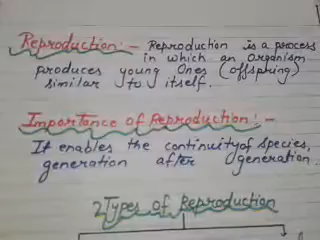 Reproduction:- Reproduction is a process
in which an organism
produces young Ones (offspring)
similar to itself.
Importance of Reproduction:-
It enables the continuity of species,
generation after generation.
2 Types of Reproduction